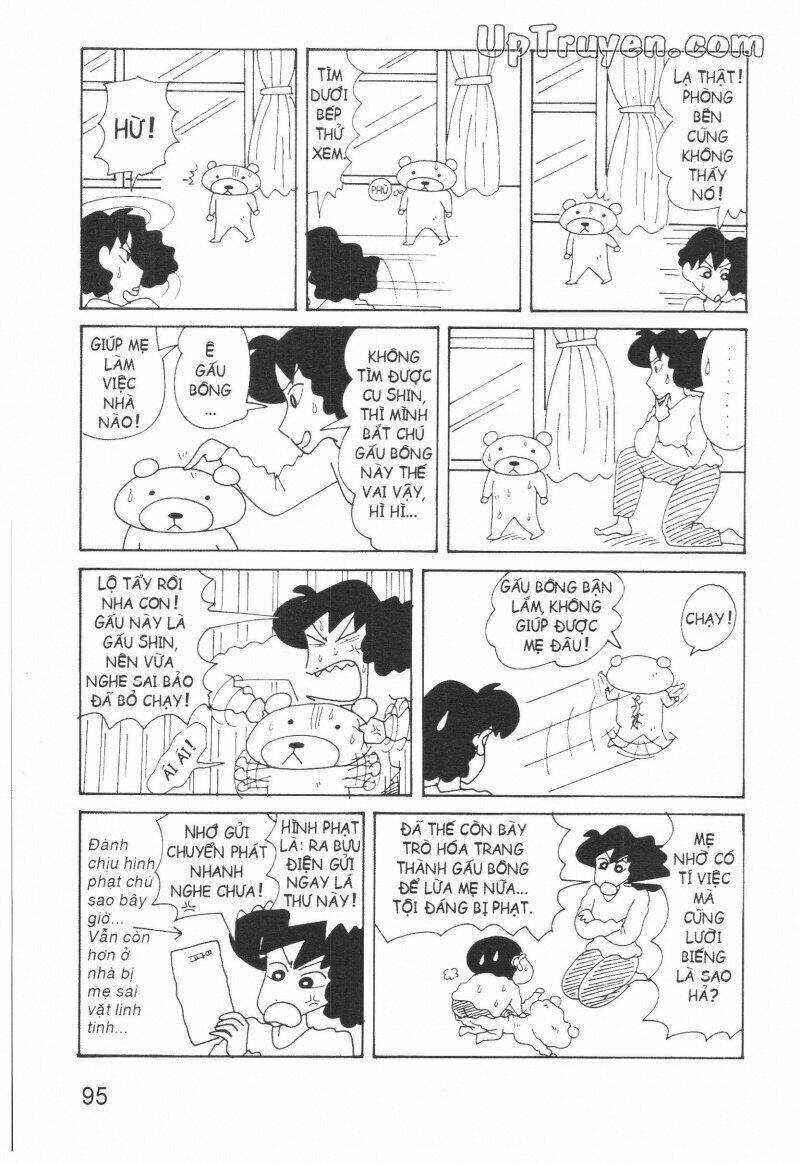 UpTruyen.com
LẠ THẬT!
PHÒNG
BÊN
CŨNG
KHÔNG
THẤY
NÓ!
TÌM
DƯỚI
BẾP
THỬ
XEM.
PHÙ
HỪ!
........
KHÔNG
TÌM ĐƯỢC
CU SHIN,
THÌ MÌNH
BẮT CHÚ
GẤU BÔNG
NÀY THẾ
VAI VẬY,
HÌ HÌ...
Ê
GẤU
BÔNG
...
GIÚP MẸ
LÀM
VIỆC
NHÀ
NÀO!
CHẠY!
GẤU BÔNG BẬN
LẮM, KHÔNG
GIÚP ĐƯỢC
MẸ ĐÂU!
LỘ TẨY RỒI
NHA CON!
GẤU NÀY LÀ
GẤU SHIN,
NÊN VỪA
NGHE SAI BẢO
ĐÃ BỎ CHẠY!
ÁI ÁI!
MẸ
NHỜ CÓ
TÍ VIỆC
MÀ
CŨNG
LƯỜI
BIẾNG
LÀ SAO
HẢ?
ĐÃ THẾ CÒN BÀY
TRÒ HÓA TRANG
THÀNH GẤU BÔNG
ĐỂ LỪA MẸ NỮA...
TỘI ĐÁNG BỊ PHẠT.
HÌNH PHẠT
LÀ: RA BƯU
ĐIỆN GỬI
NGAY LÁ
THƯ NÀY!
NHỚ GỬI
CHUYỂN PHÁT
NHANH
NGHE CHƯA!
Đành
chịu hình
phạt chứ
sao bây
giờ...
Vẫn còn
hơn ở
nhà bị
mẹ sai
vặt linh
tinh...
95